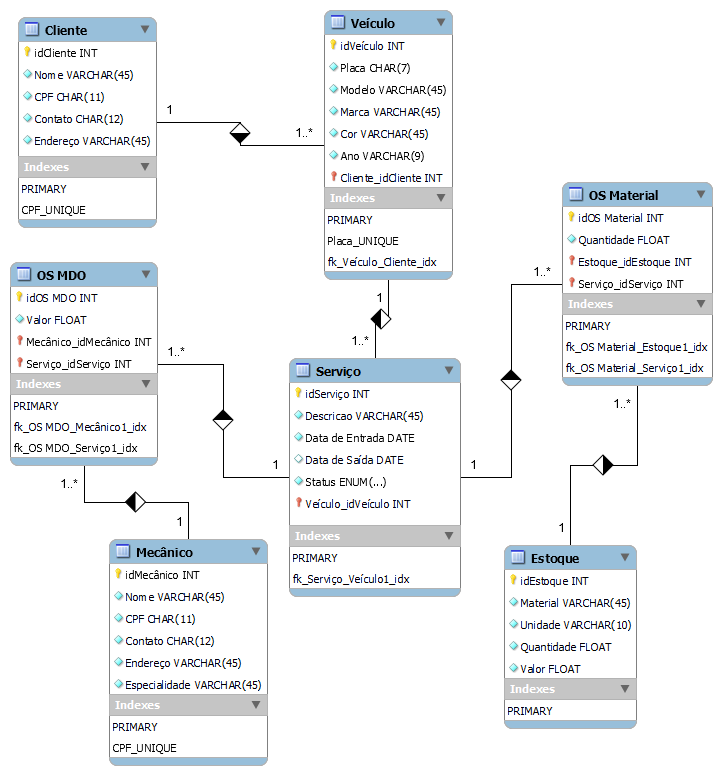 Cliente
idCliente INT
Nome VARCHAR(45)
CPF CHAR(11)
Contato CHAR(12)
Endereço VARCHAR(45)
Indexes
PRIMARY
CPF_UNIQUE
1
1..*
Veículo
idVeículo INT
Placa CHAR(7)
Modelo VARCHAR(45)
Marca VARCHAR(45)
Cor VARCHAR(45)
Ano VARCHAR(9)
Cliente_idCliente INT
Indexes
PRIMARY
Placa_UNIQUE
fk_Veículo_Cliente_idx
1
1..*
OS Material
idOS Material INT
Quantidade FLOAT
Estoque_idEstoque INT
Serviço_idServiço INT
Indexes
PRIMARY
fk_OS Material_Estoque1_idx
fk_OS Material_Serviço1_idx
1..*
1..*
OS MDO
idOS MDO INT
Valor FLOAT
Mecânico_idMecânico INT
Serviço_idServiço INT
Indexes
PRIMARY
fk_OS MDO_Mecânico1_idx
fk_OS MDO_Serviço1_idx
1..*
1..*
Serviço
idServiço INT
Descricao VARCHAR(45)
Data de Entrada DATE
Data de Saída DATE
Status ENUM(...)
Veículo_idVeículo INT
Indexes
PRIMARY
fk_Serviço_Veículo1_idx
1
1
1
Mecânico
idMecânico INT
Nome VARCHAR(45)
CPF CHAR(11)
Contato CHAR(12)
Endereço VARCHAR(45)
Especialidade VARCHAR(45)
Indexes
PRIMARY
CPF_UNIQUE
1
Estoque
idEstoque INT
Material VARCHAR(45)
Unidade VARCHAR(10)
Quantidade FLOAT
Valor FLOAT
Indexes
PRIMARY